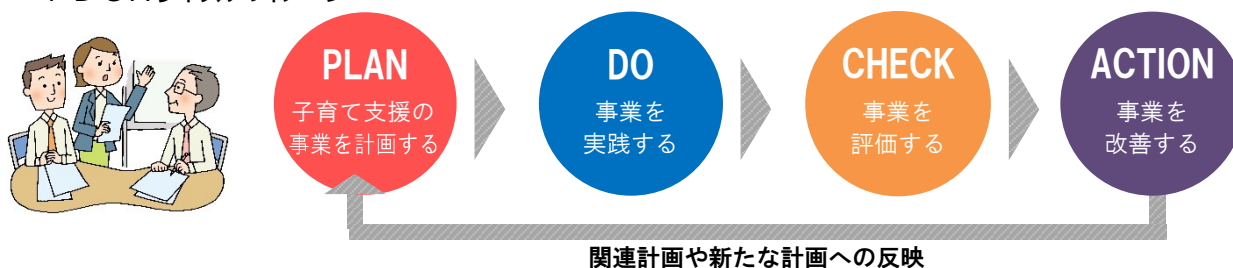 PLAN
子育て支援の
事業を計画する
DO
事業を
実践する
CHECK
事業を
評価する
ACTION
事業を
改善する
関連計画や新たな計画への反映